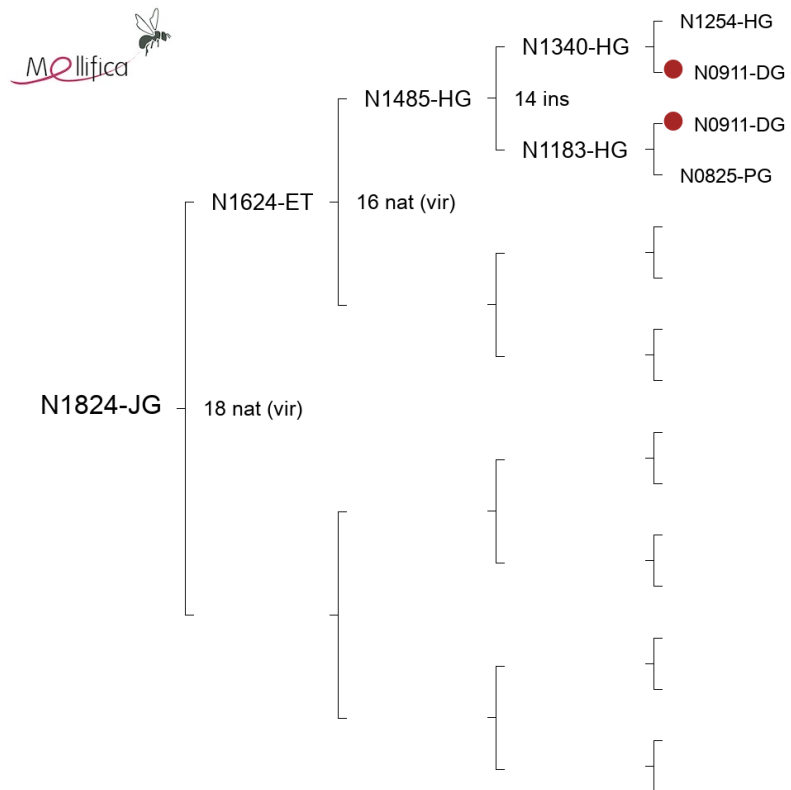 Mellifica
N1254-HG
N1340-HG
N0911-DG
N1485-HG
14 ins
N0911-DG
N1183-HG
N0825-PG
N1624-ET
16 nat (vir)
N1824-JG
18 nat (vir)